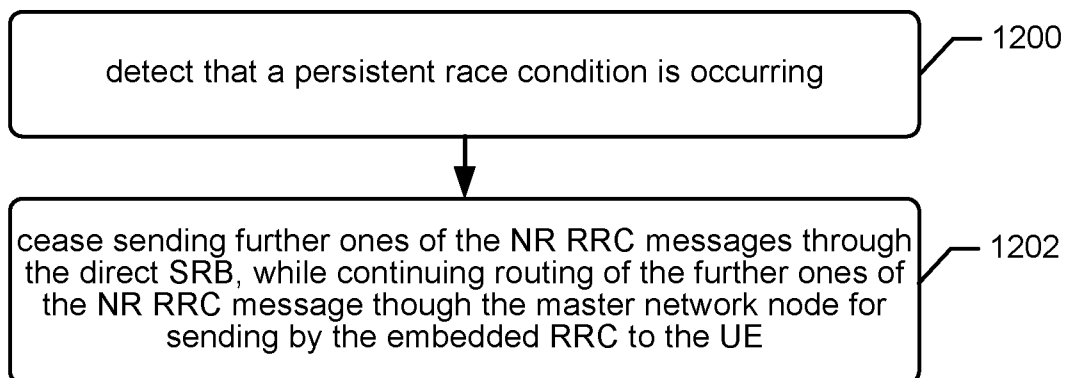 detect that a persistent race condition is occurring
1200
cease sending further ones of the NR RRC messages through
the direct SRB, while continuing routing of the further ones of
the NR RRC message though the master network node for
sending by the embedded RRC to the UE
1202